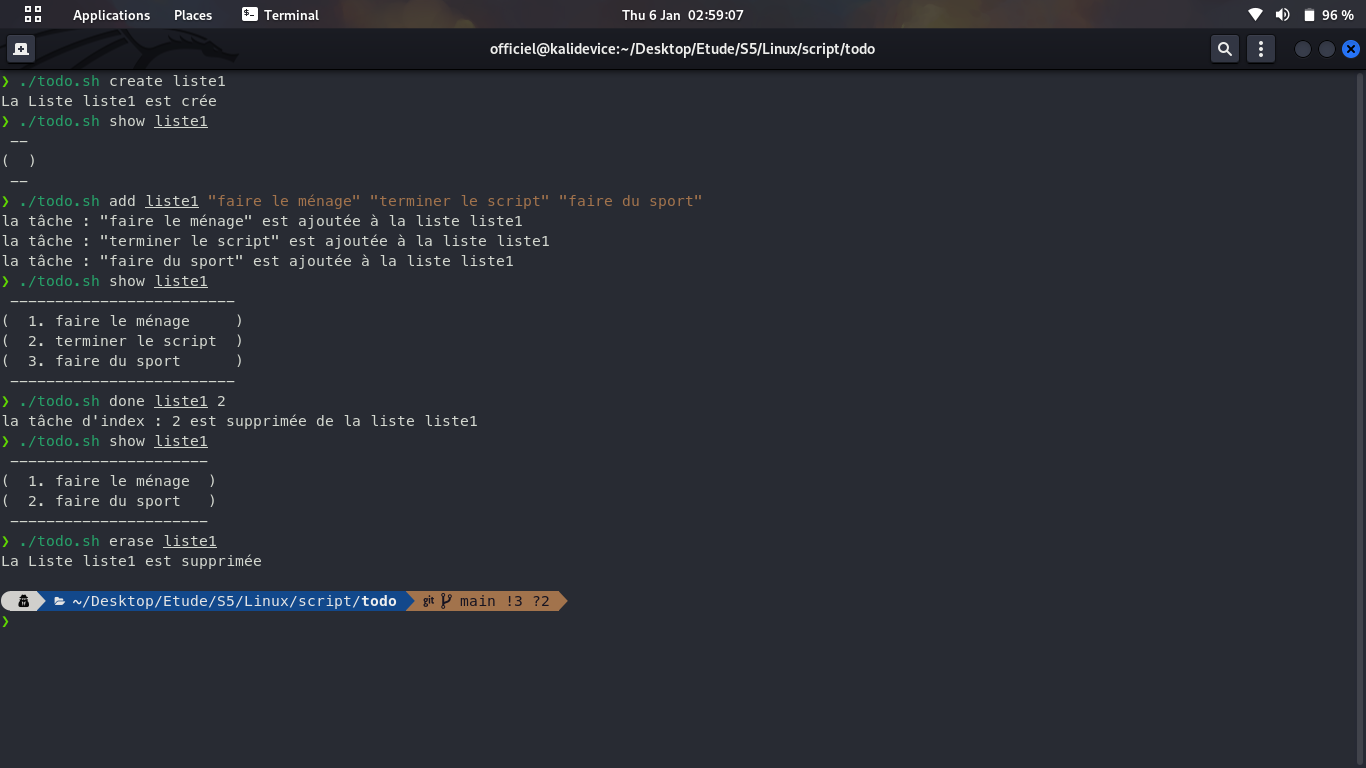 Applications Places Terminal Thu 6 Jan 02:59:07 96 %
officiel@kalidevice:~/Desktop/Etude/S5/Linux/script/todo
❯ ./todo.sh create liste1
La Liste liste1 est crée
❯ ./todo.sh show liste1
 --
(  )
 --
❯ ./todo.sh add liste1 "faire le ménage" "terminer le script" "faire du sport"
la tâche : "faire le ménage" est ajoutée à la liste liste1
la tâche : "terminer le script" est ajoutée à la liste liste1
la tâche : "faire du sport" est ajoutée à la liste liste1
❯ ./todo.sh show liste1
 -------------------------
(  1. faire le ménage     )
(  2. terminer le script  )
(  3. faire du sport      )
 -------------------------
❯ ./todo.sh done liste1 2
la tâche d'index : 2 est supprimée de la liste liste1
❯ ./todo.sh show liste1
 ----------------------
(  1. faire le ménage  )
(  2. faire du sport   )
 ----------------------
❯ ./todo.sh erase liste1
La Liste liste1 est supprimée
~/Desktop/Etude/S5/Linux/script/todo git main !3 ?2
❯